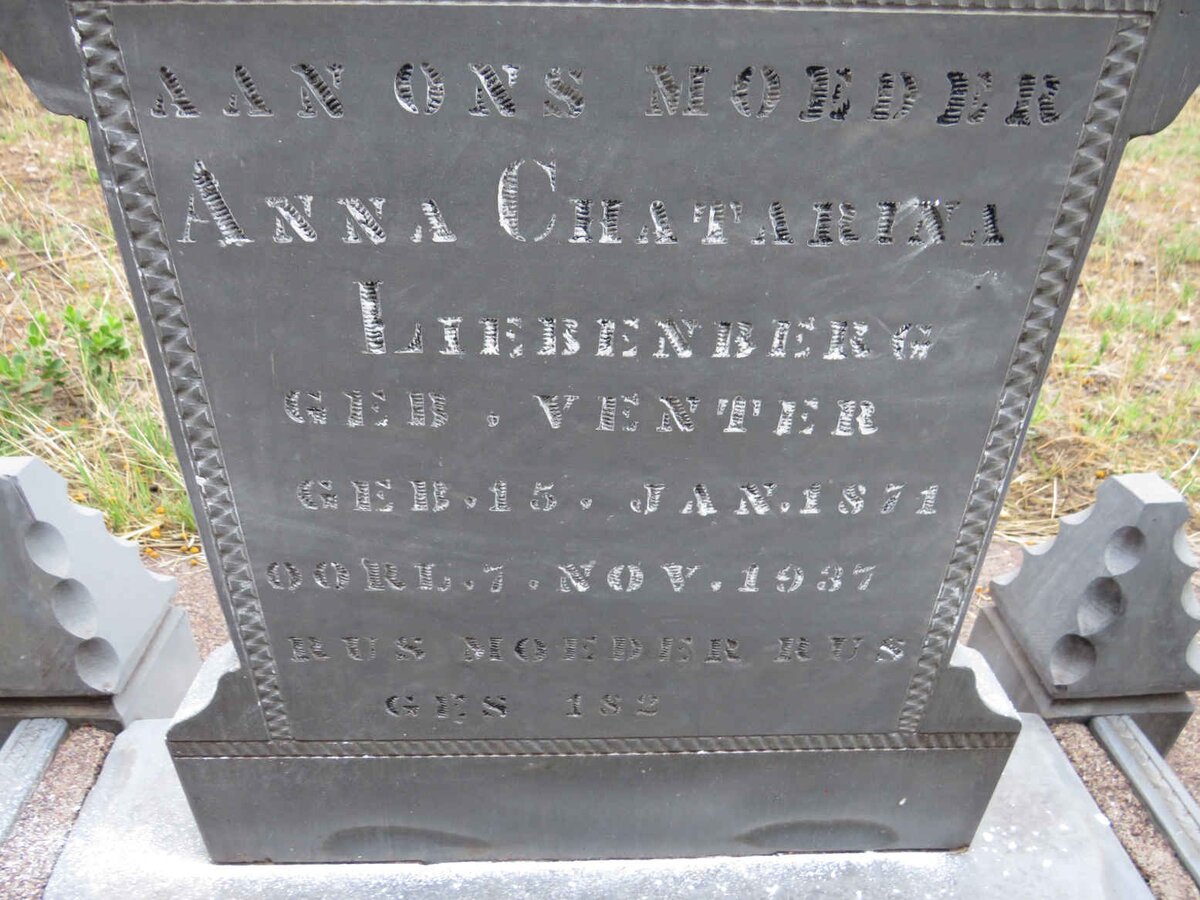 AAN ONS MOEDER
ANNA CHATARINA
LIEBENBERG
GEB. VENTER
GEB. 15. JAN. 1871
OORL. 7. NOV. 1937
RUS MOEDER RUS
GES 182